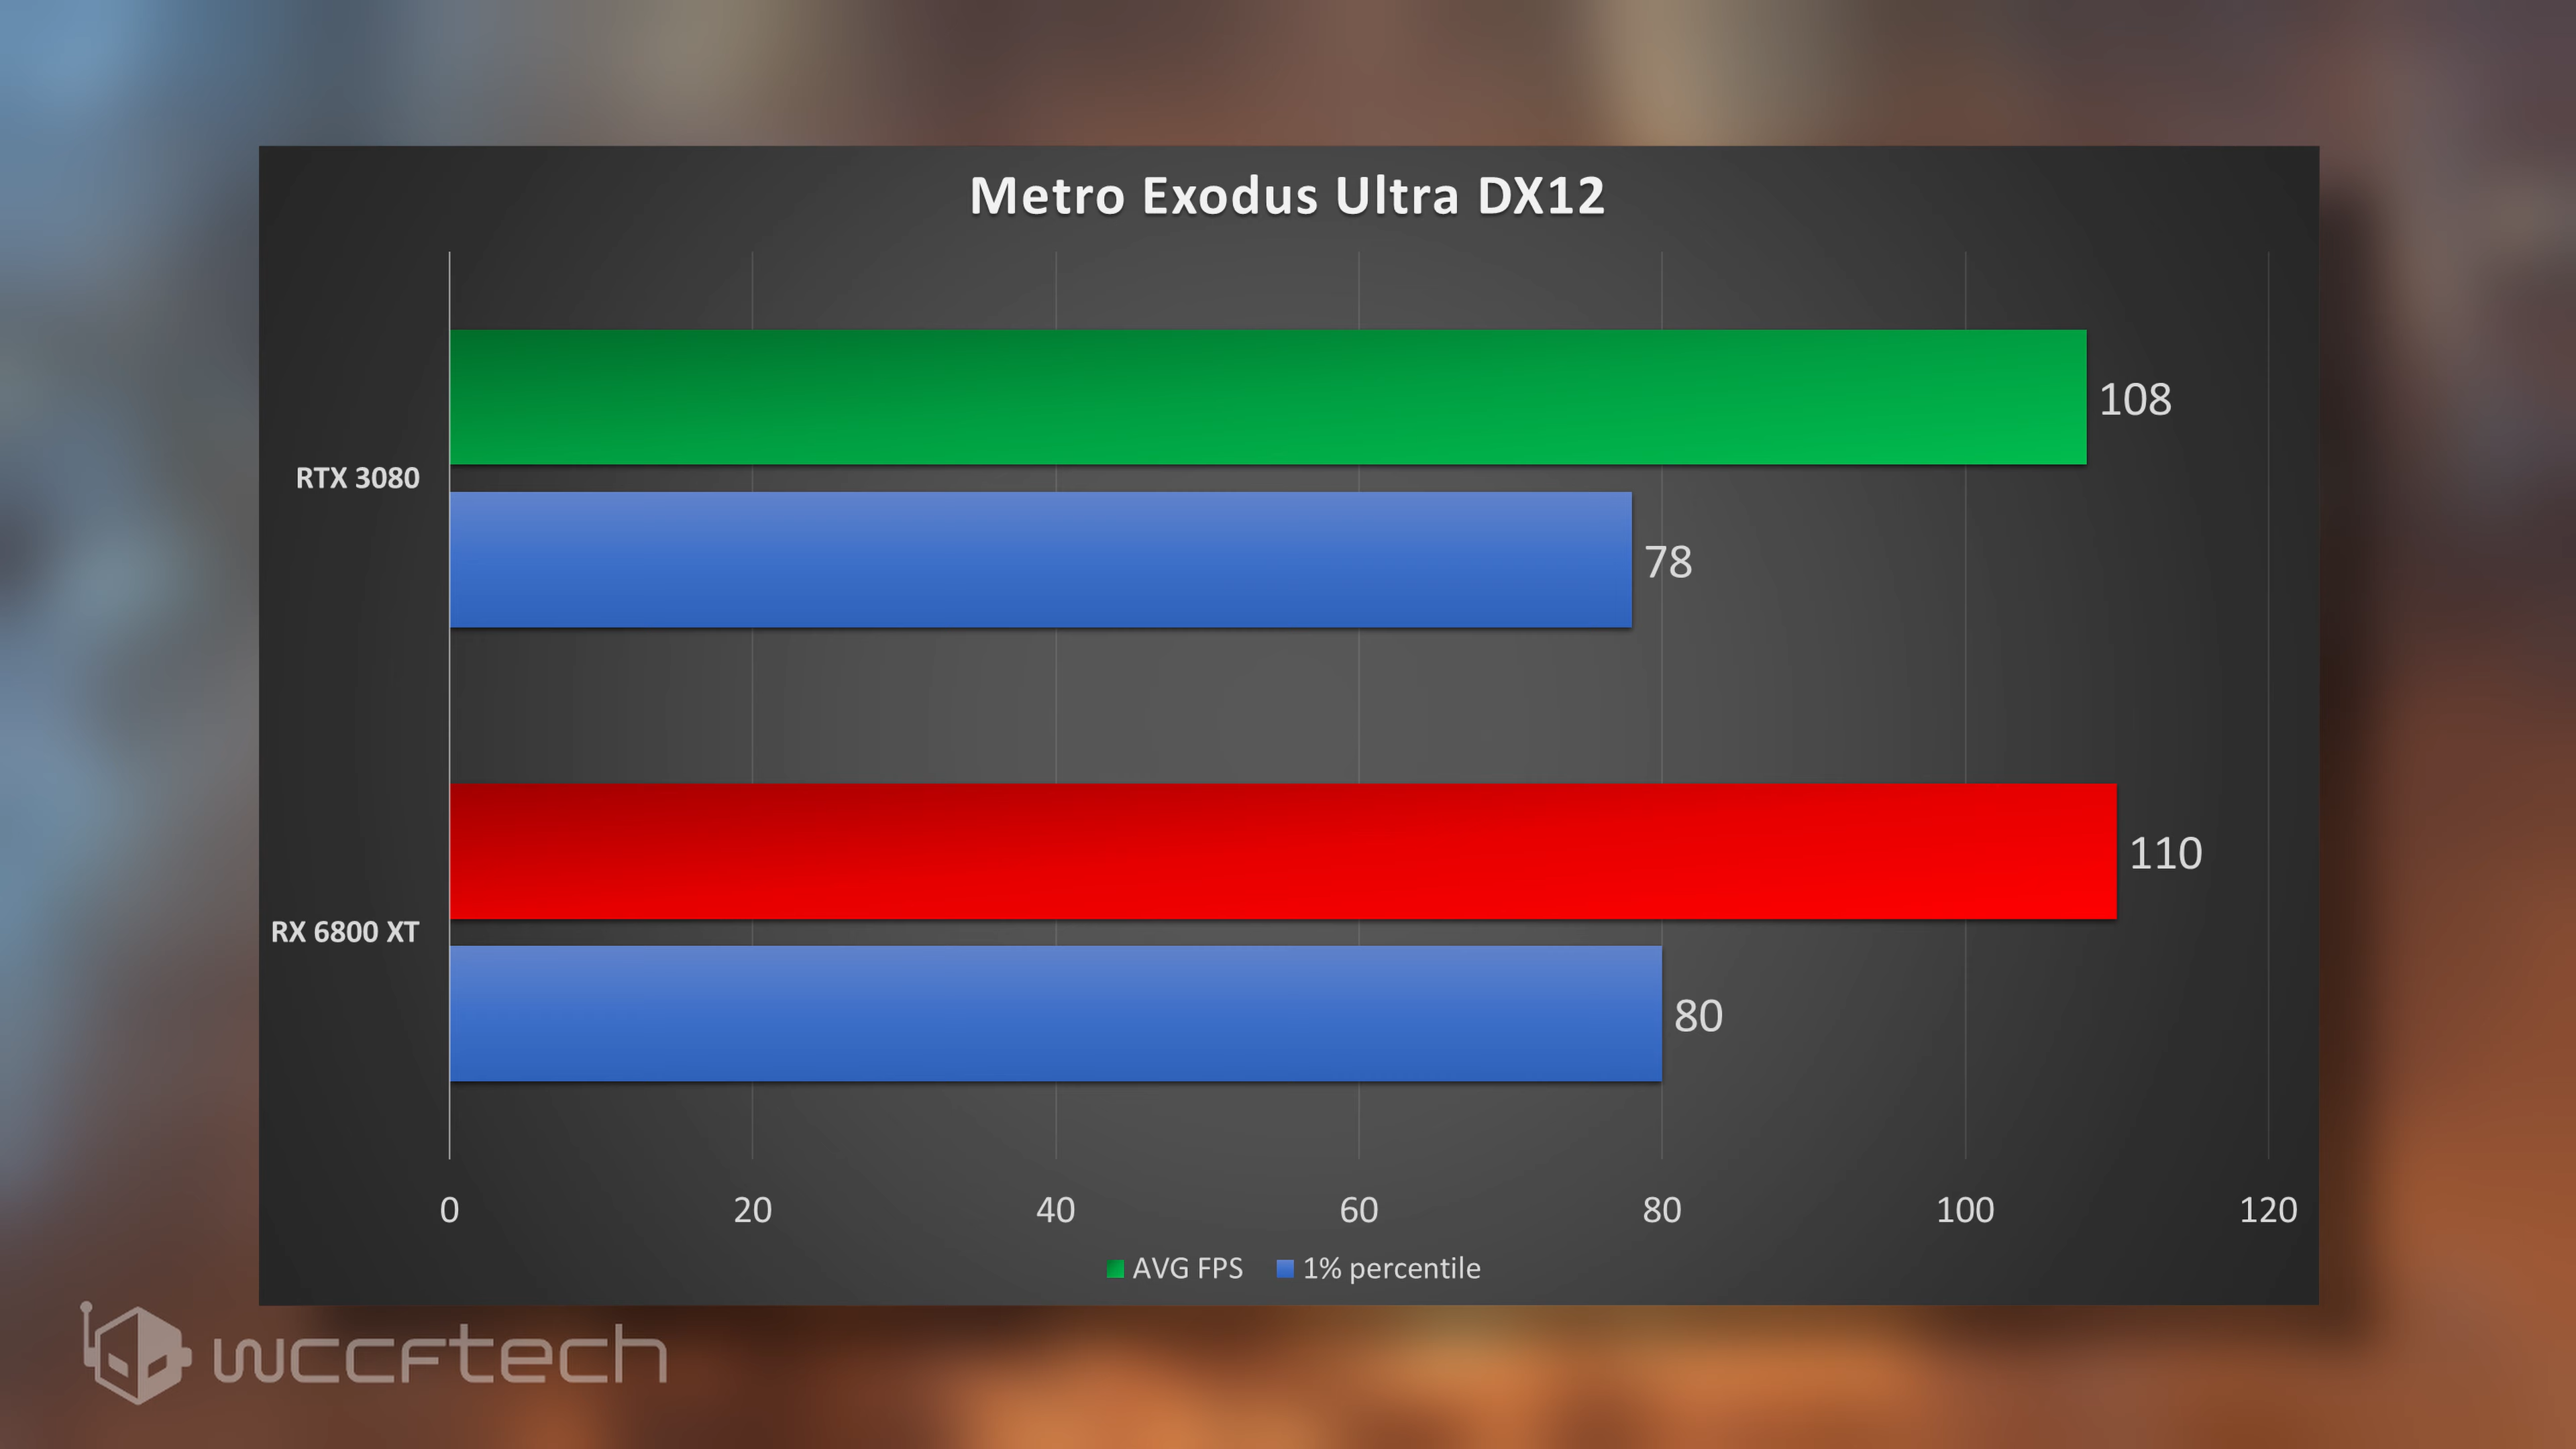 Metro Exodus Ultra DX12
108
RTX 3080
78
110
RX 6800 XT
80
0 20 40 60 80 100 120
AVG FPS 1% percentile
wccftech